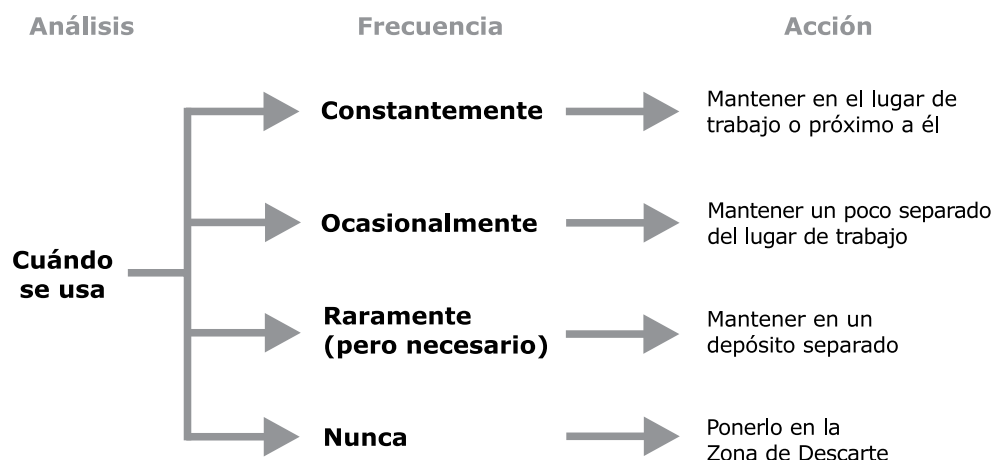 Análisis
Frecuencia
Acción
Cuándo
se usa
Constantemente
Mantener en el lugar de
trabajo o próximo a él
Ocasionalmente
Mantener un poco separado
del lugar de trabajo
Raramente
(pero necesario)
Mantener en un
depósito separado
Nunca
Ponerlo en la
Zona de Descarte